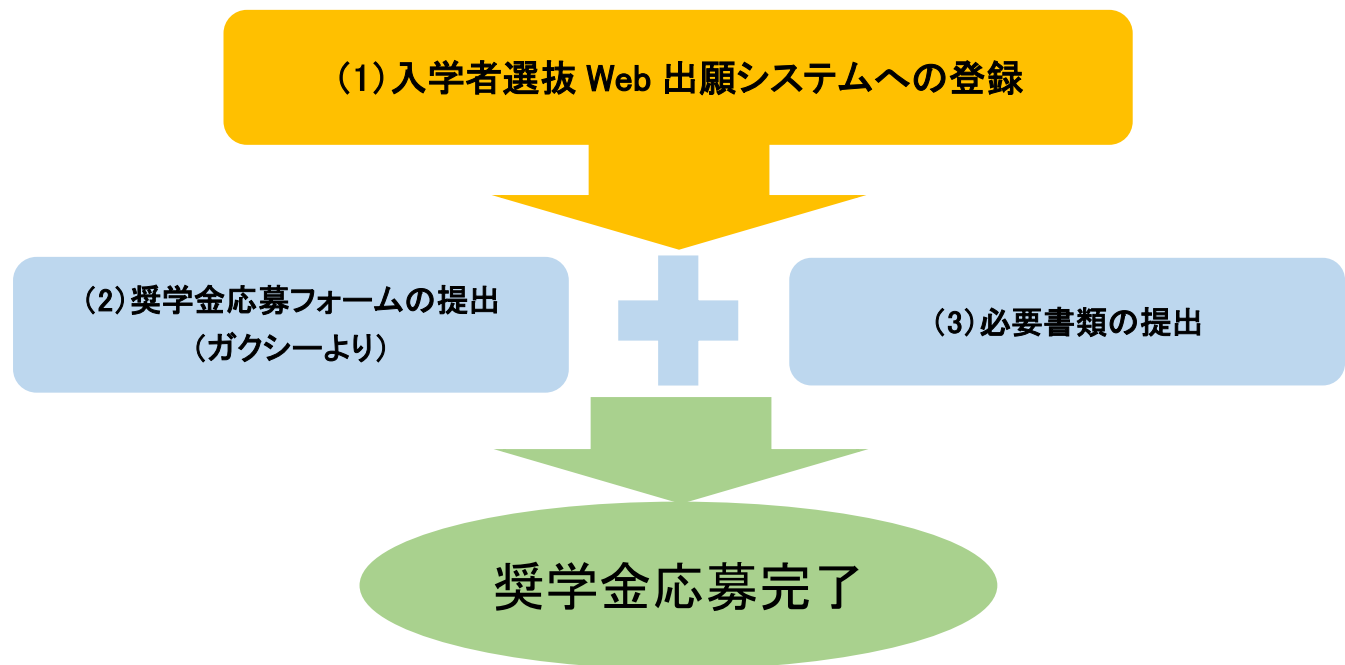 (1)入学者選抜 Web 出願システムへの登録
(2)奨学金応募フォームの提出
(ガクシーより)
(3)必要書類の提出
奨学金応募完了